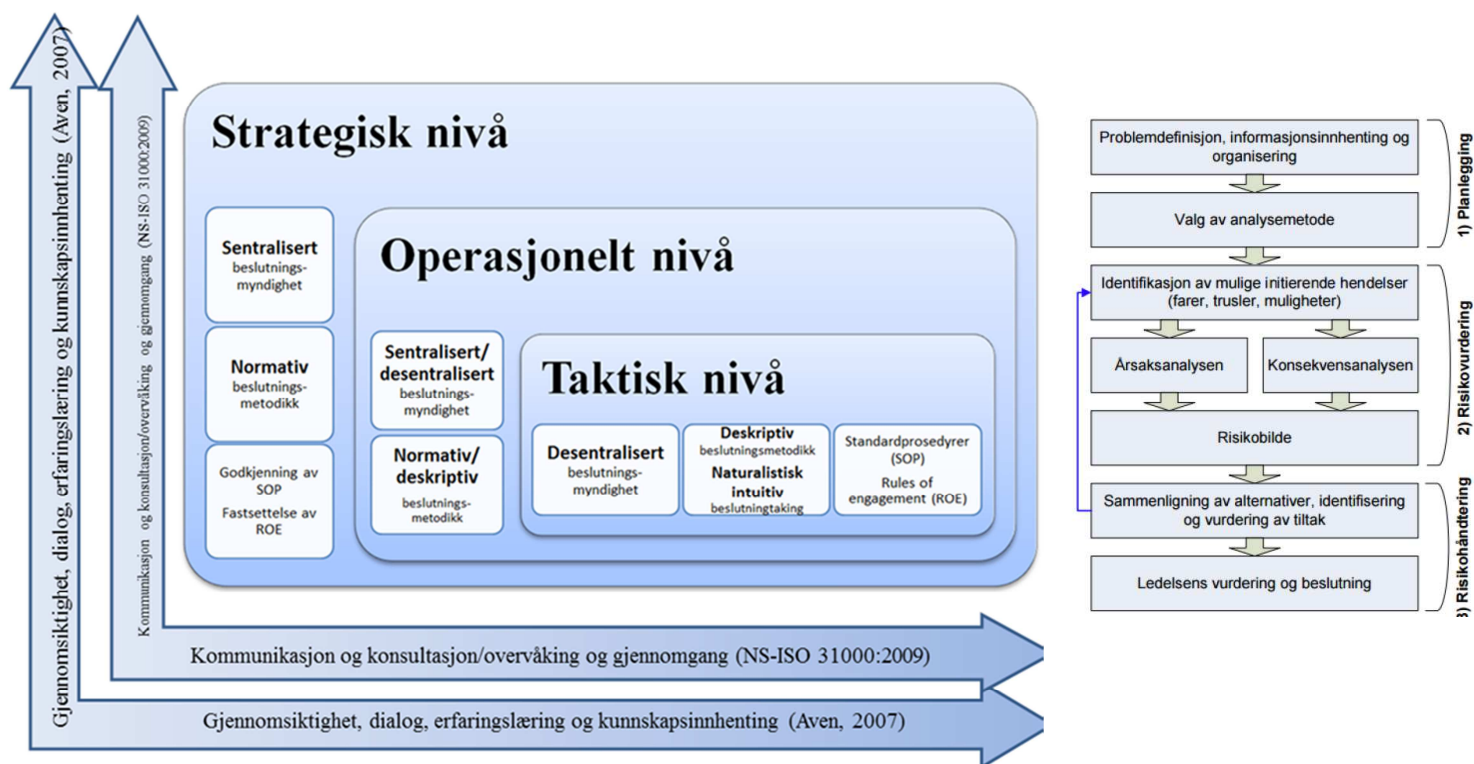 Gjennomsiktighet, dialog, erfaringslæring og kunnskapsinnhenting (Aven, 2007)
Kommunikasjon og konsultasjon/overvåking og gjennomgang (NS-ISO 31000:2009)
Strategisk nivå
Sentralisert
beslutnings-
myndighet
Normativ
beslutnings-
metodikk
Godkjenning av
SOP
Fastsettelse av
ROE
Operasjonelt nivå
Sentralisert/
desentralisert
beslutnings-
myndighet
Normativ/
deskriptiv
beslutnings-
metodikk
Taktisk nivå
Desentralisert
beslutnings-
myndighet
Deskriptiv
beslutningsmetodikk
Naturalistisk
intuitiv
beslutningtaking
Standardprosedyrer
(SOP)
Rules of
engagement (ROE)
Kommunikasjon og konsultasjon/overvåking og gjennomgang (NS-ISO 31000:2009)
Gjennomsiktighet, dialog, erfaringslæring og kunnskapsinnhenting (Aven, 2007)
Problemdefinisjon, informasjonsinnhenting og
organisering
Valg av analysemetode
1) Planlegging
Identifikasjon av mulige initierende hendelser
(farer, trusler, muligheter)
Årsaksanalysen
Konsekvensanalysen
Risikobilde
2) Risikovurdering
Sammenligning av alternativer, identifisering
og vurdering av tiltak
Ledelsens vurdering og beslutning
3) Risikohåndtering